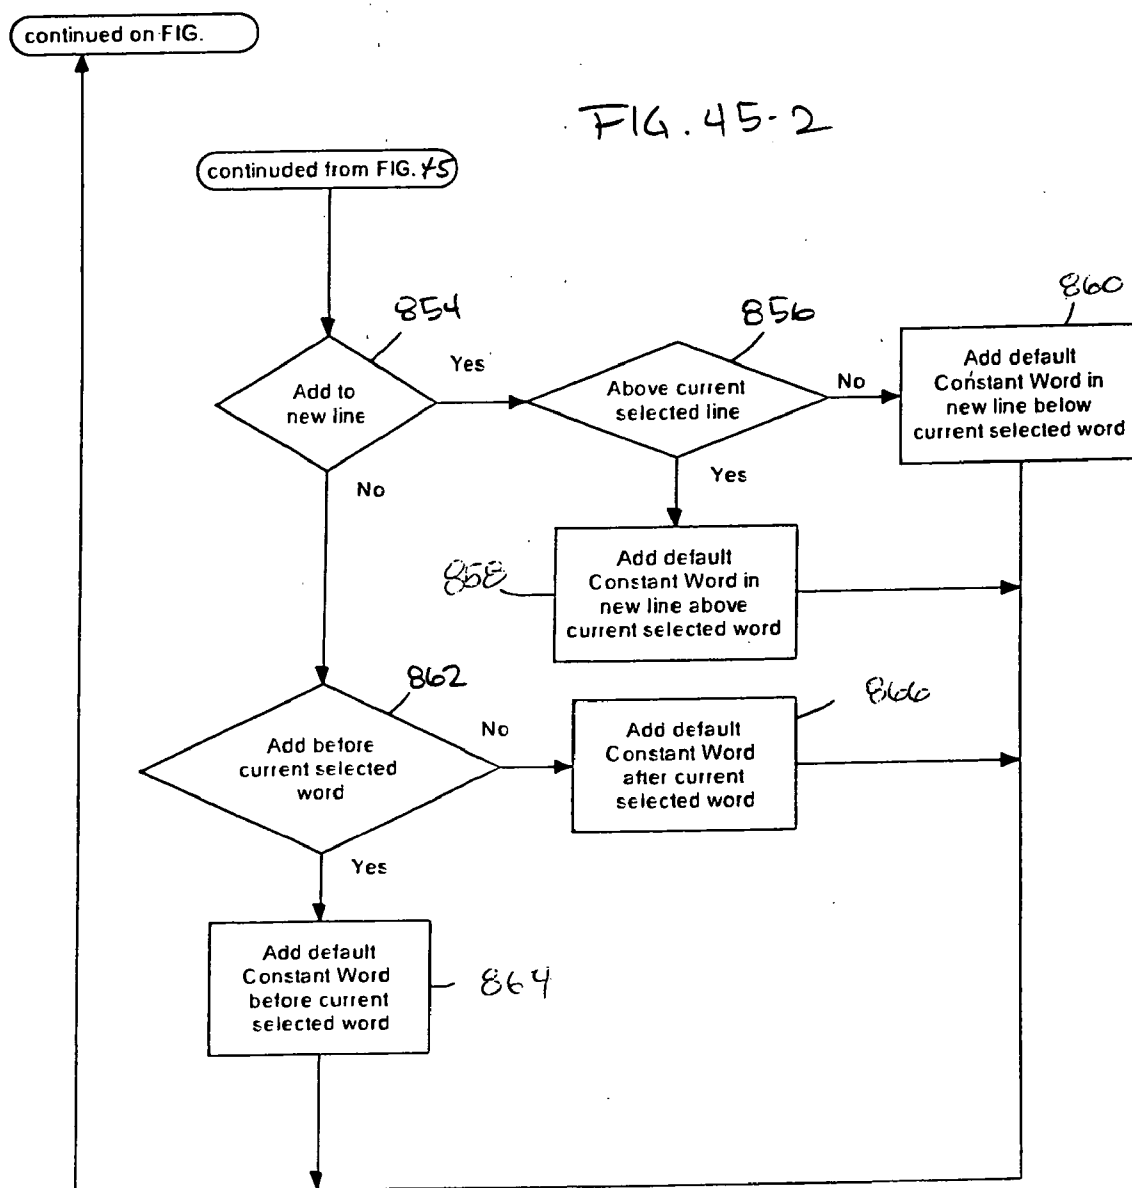 continued on FIG.
FIG. 45-2
continuded from FIG. 45
854
856
860
Add to
new line
Yes
Above current
selected line
No
Add default
Constant Word in
new line below
current selected word
No
Yes
858
Add default
Constant Word in
new line above
current selected word
862
866
Add before
current selected
word
No
Add default
Constant Word
after current
selected word
Yes
Add default
Constant Word
before current
selected word
864